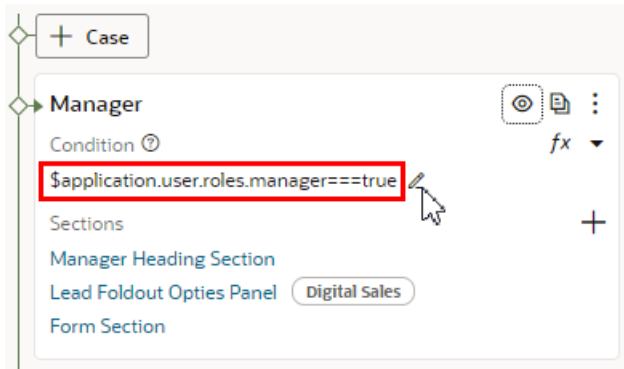 + Case
Manager
Condition ?
fx
$application.user.roles.manager===true
Sections
Manager Heading Section
Lead Foldout Opties Panel Digital Sales
Form Section